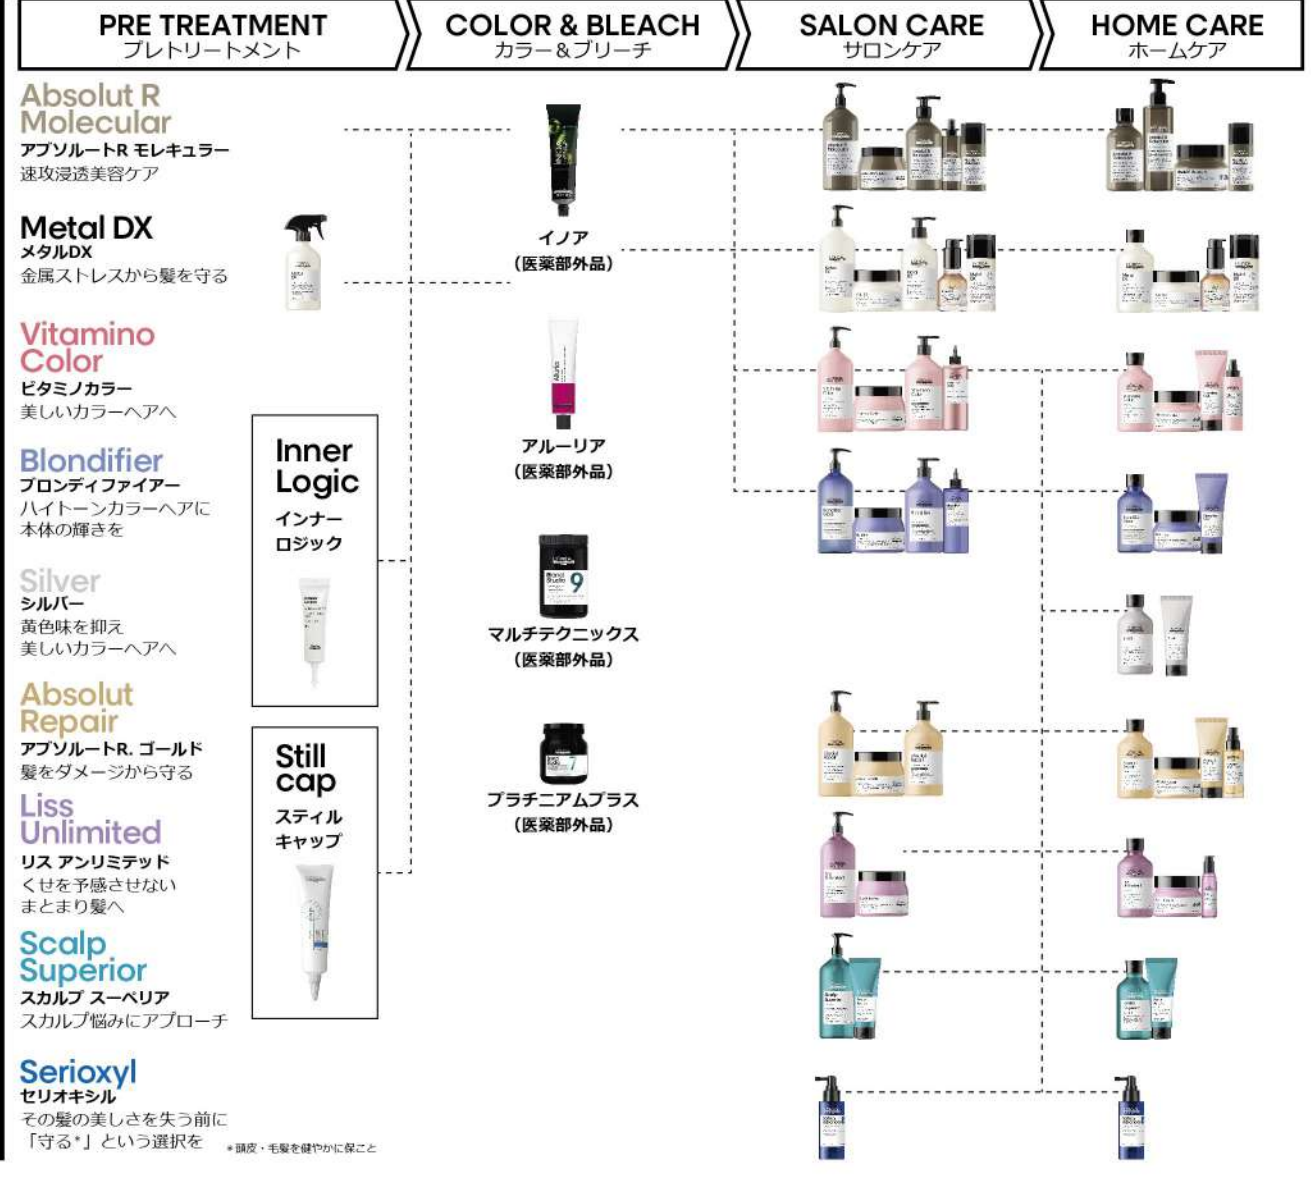 PRE TREATMENT
プレトリートメント
COLOR & BLEACH
カラー&ブリーチ
SALON CARE
サロンケア
HOME CARE
ホームケア
Absolut R
Molecular
アブソルートR モレキュラー
速攻浸透美容ケア
Metal DX
メタルDX
金属ストレスから髪を守る
Vitamino
Color
ビタミノカラー
美しいカラーヘアへ
Blondifier
ブロンディファイアー
ハイトーンカラーヘアに
本体の輝きを
Silver
シルバー
黄色味を抑え
美しいカラーヘアへ
Absolut
Repair
アブソルートR. ゴールド
髪をダメージから守る
Liss
Unlimited
リス アンリミテッド
くせを予感させない
まとまり髪へ
Scalp
Superior
スカルプ スーペリア
スカルプ悩みにアプローチ
Serioxyl
セリオキシル
その髪の美しさを失う前に
「守る*」という選択を
*頭皮・毛髪を健やかに保こと
Inner
Logic
インナー
ロジック
Still
cap
スティル
キャップ
イノア
(医薬部外品)
アルーリア
(医薬部外品)
9
マルチテクニックス
(医薬部外品)
7
プラチニアムプラス
(医薬部外品)